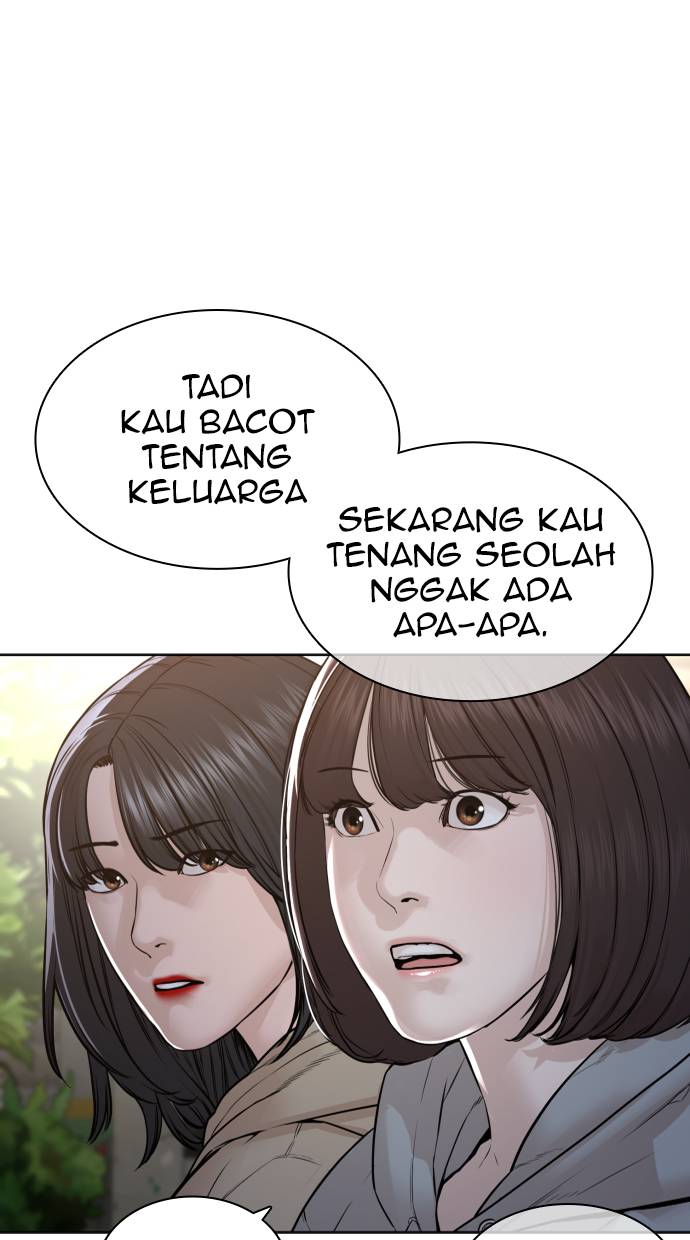 TADI
KAU BACOT
TENTANG
KELUARGA
SEKARANG KAU
TENANG SEOLAH
NGGAK ADA
APA-APA.